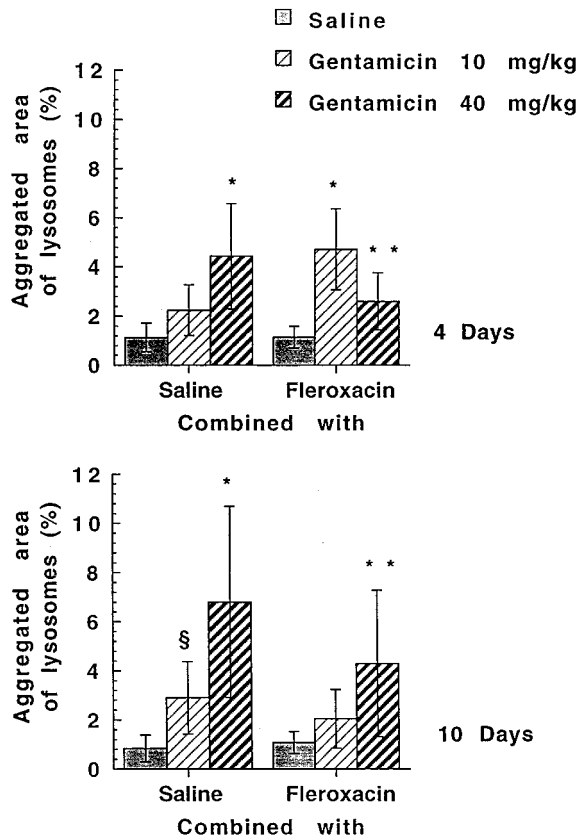 Saline
Gentamicin 10 mg/kg
Gentamicin 40 mg/kg
Aggregated area
of lysosomes (%)
12
10
8
6
4
2
0
*
*
* *
4 Days
Saline Fleroxacin
Combined with
Aggregated area
of lysosomes (%)
12
10
8
6
4
2
0
§
*
* *
10 Days
Saline Fleroxacin
Combined with